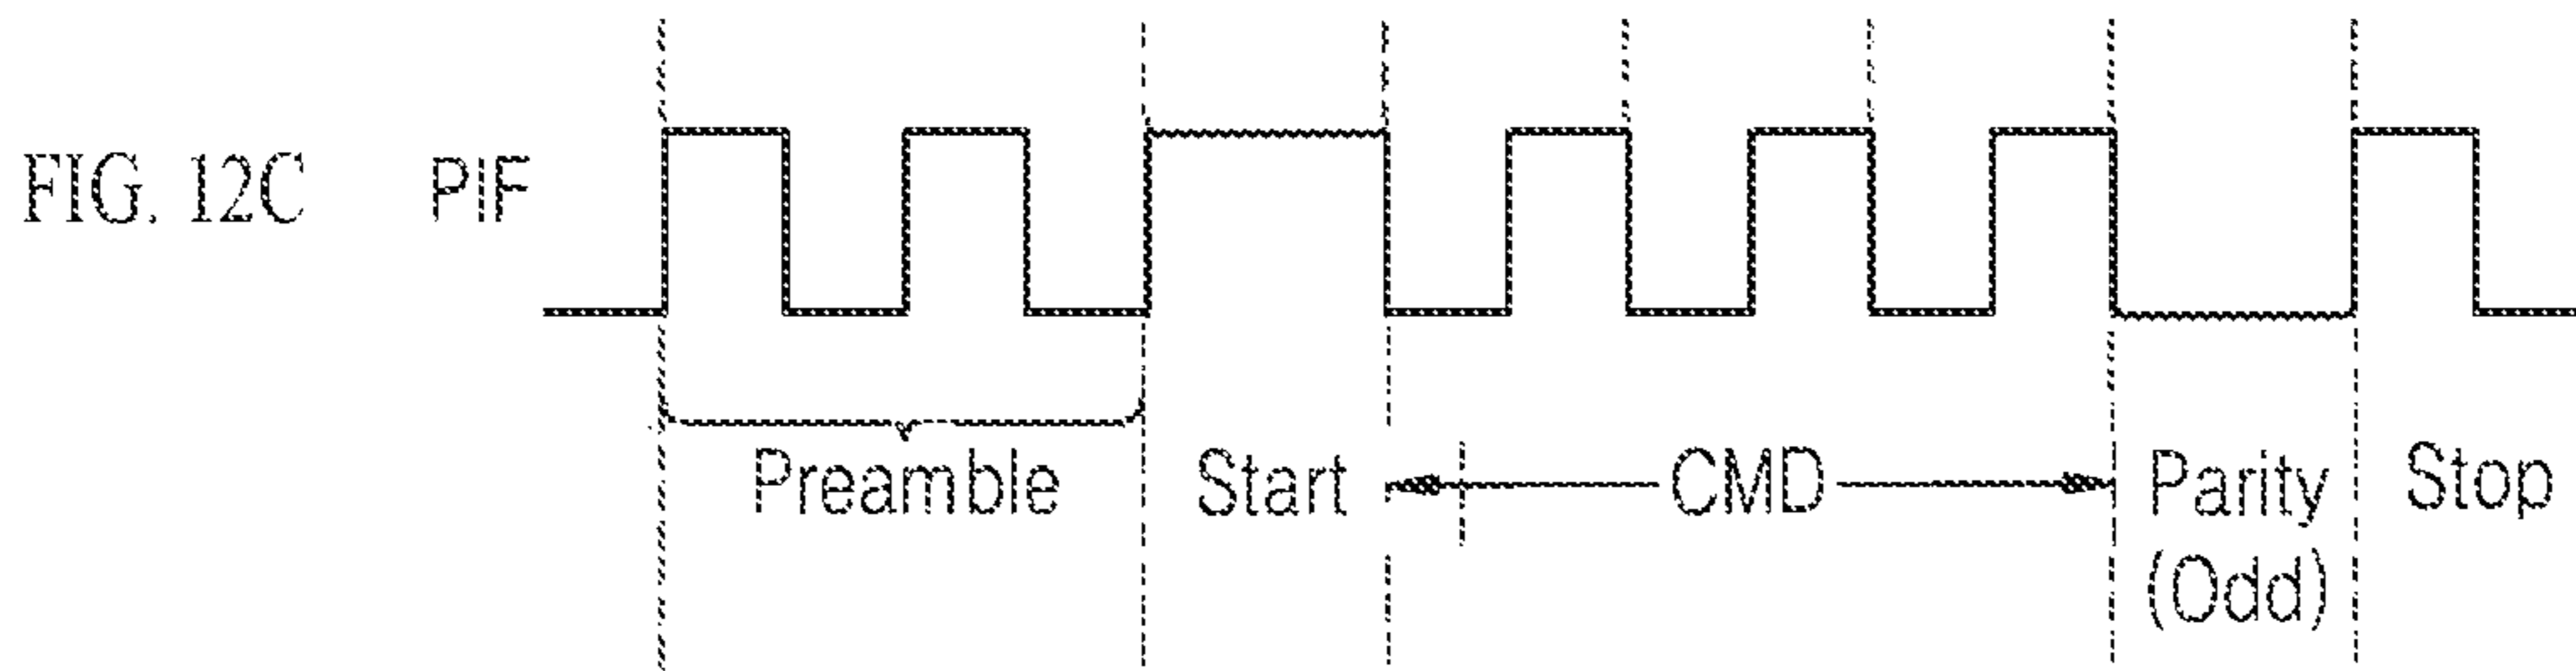 FIG. 12C PIF
Preamble Start CMD Parity Stop
(Odd)